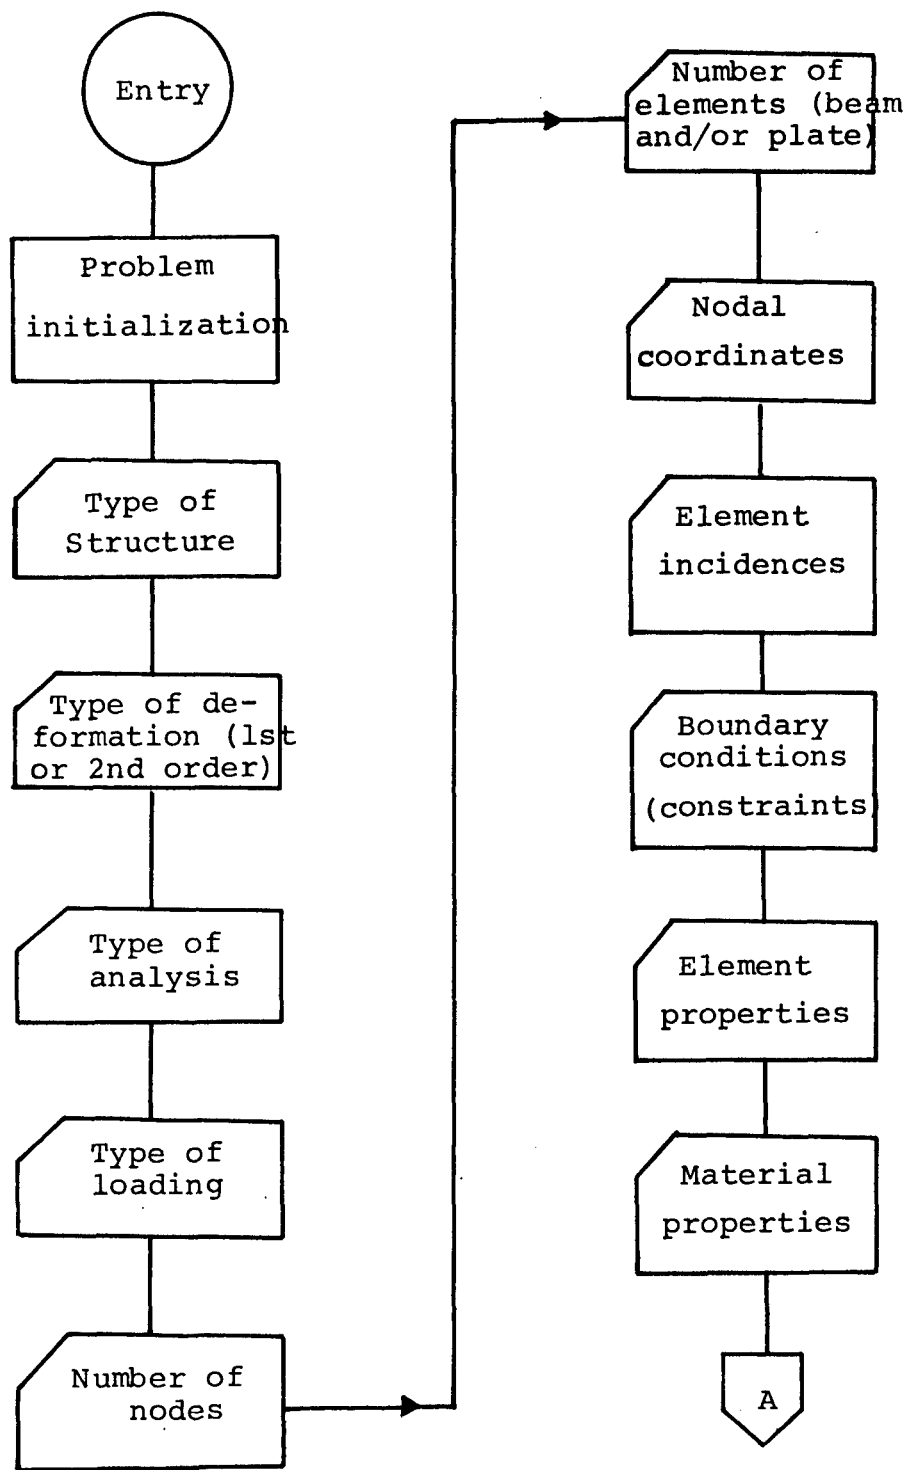 Entry
Problem
initialization
Type of
Structure
Type of de-
formation (1st
or 2nd order)
Type of
analysis
Type of
loading
Number of
nodes
Number of
elements (beam
and/or plate)
Nodal
coordinates
Element
incidences
Boundary
conditions
(constraints)
Element
properties
Material
properties
A